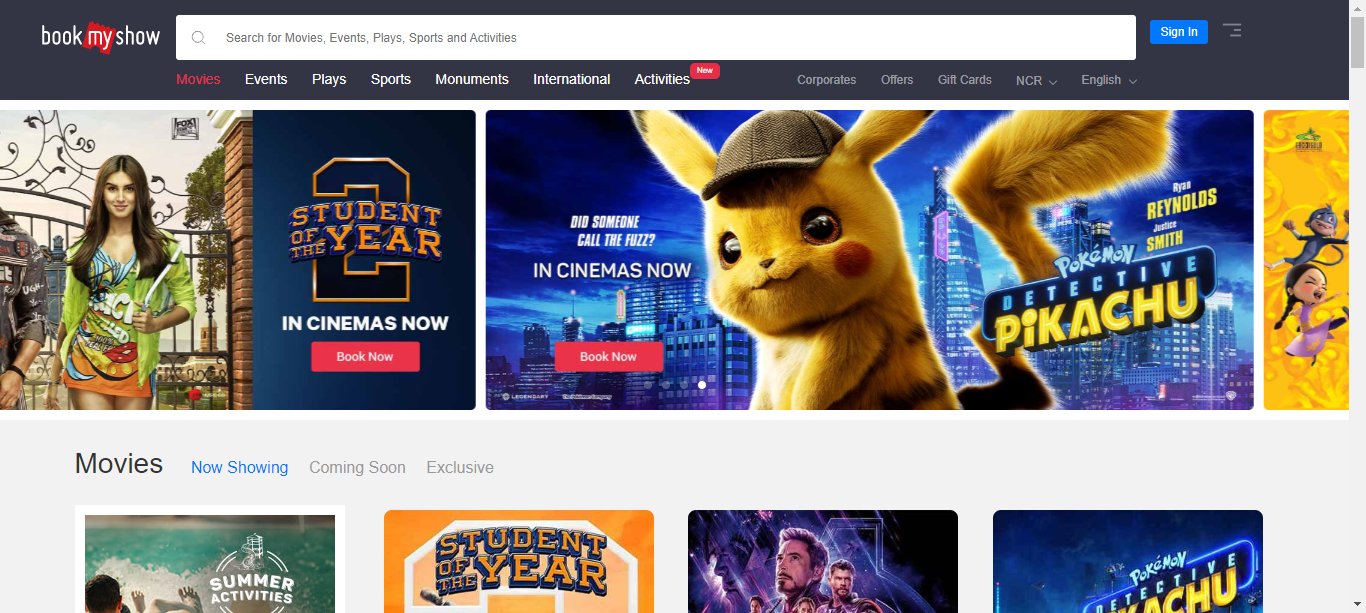 book my show
Search for Movies, Events, Plays, Sports and Activities
Sign In
Movies
Events
Plays
Sports
Monuments
International
Activities
New
Corporates
Offers
Gift Cards
NCR
English
FOX
STUDENT
OF THE YEAR
2
IN CINEMAS NOW
Book Now
DID SOMEONE
CALL THE FUZZ?
IN CINEMAS NOW
Book Now
LEGENDARY
Ryan
REYNOLDS
Justice
SMITH
POKÉMON
DETECTIVE
PIKACHU
Movies
Now Showing
Coming Soon
Exclusive
SUMMER
ACTIVITIES
STUDENT
OF THE YEAR
POKÉMON
DETECTIVE
PIKACHU